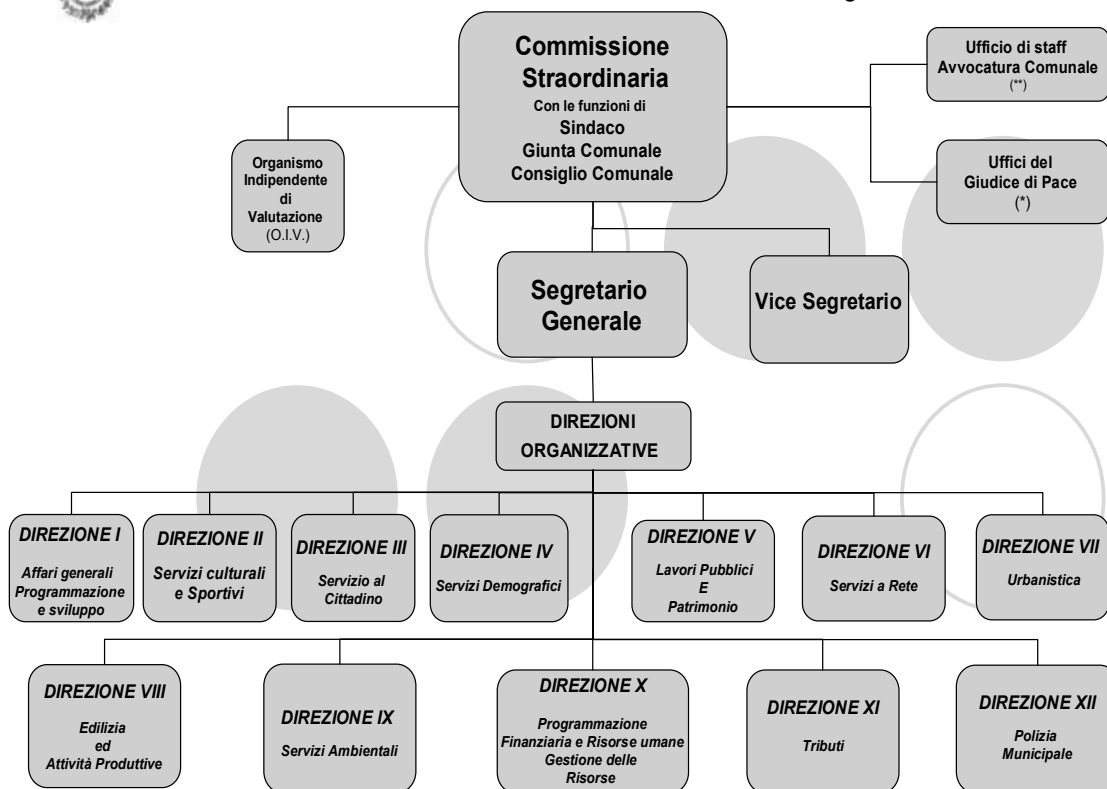 Commissione
Straordinaria
Con le funzioni di
Sindaco
Giunta Comunale
Consiglio Comunale
Ufficio di staff
Avvocatura Comunale
(**)
Organismo
Indipendente
di
Valutazione
(O.I.V.)
Uffici del
Giudice di Pace
(*)
Segretario
Generale
Vice Segretario
DIREZIONI
ORGANIZZATIVE
DIREZIONE I
Affari generali
Programmazione
e sviluppo
DIREZIONE II
Servizi culturali
e Sportivi
DIREZIONE III
Servizio al
Cittadino
DIREZIONE IV
Servizi Demografici
DIREZIONE V
Lavori Pubblici
E
Patrimonio
DIREZIONE VI
Servizi a Rete
DIREZIONE VII
Urbanistica
DIREZIONE VIII
Edilizia
ed
Attività Produttive
DIREZIONE IX
Servizi Ambientali
DIREZIONE X
Programmazione
Finanziaria e Risorse umane
Gestione delle
Risorse
DIREZIONE XI
Tributi
DIREZIONE XII
Polizia
Municipale